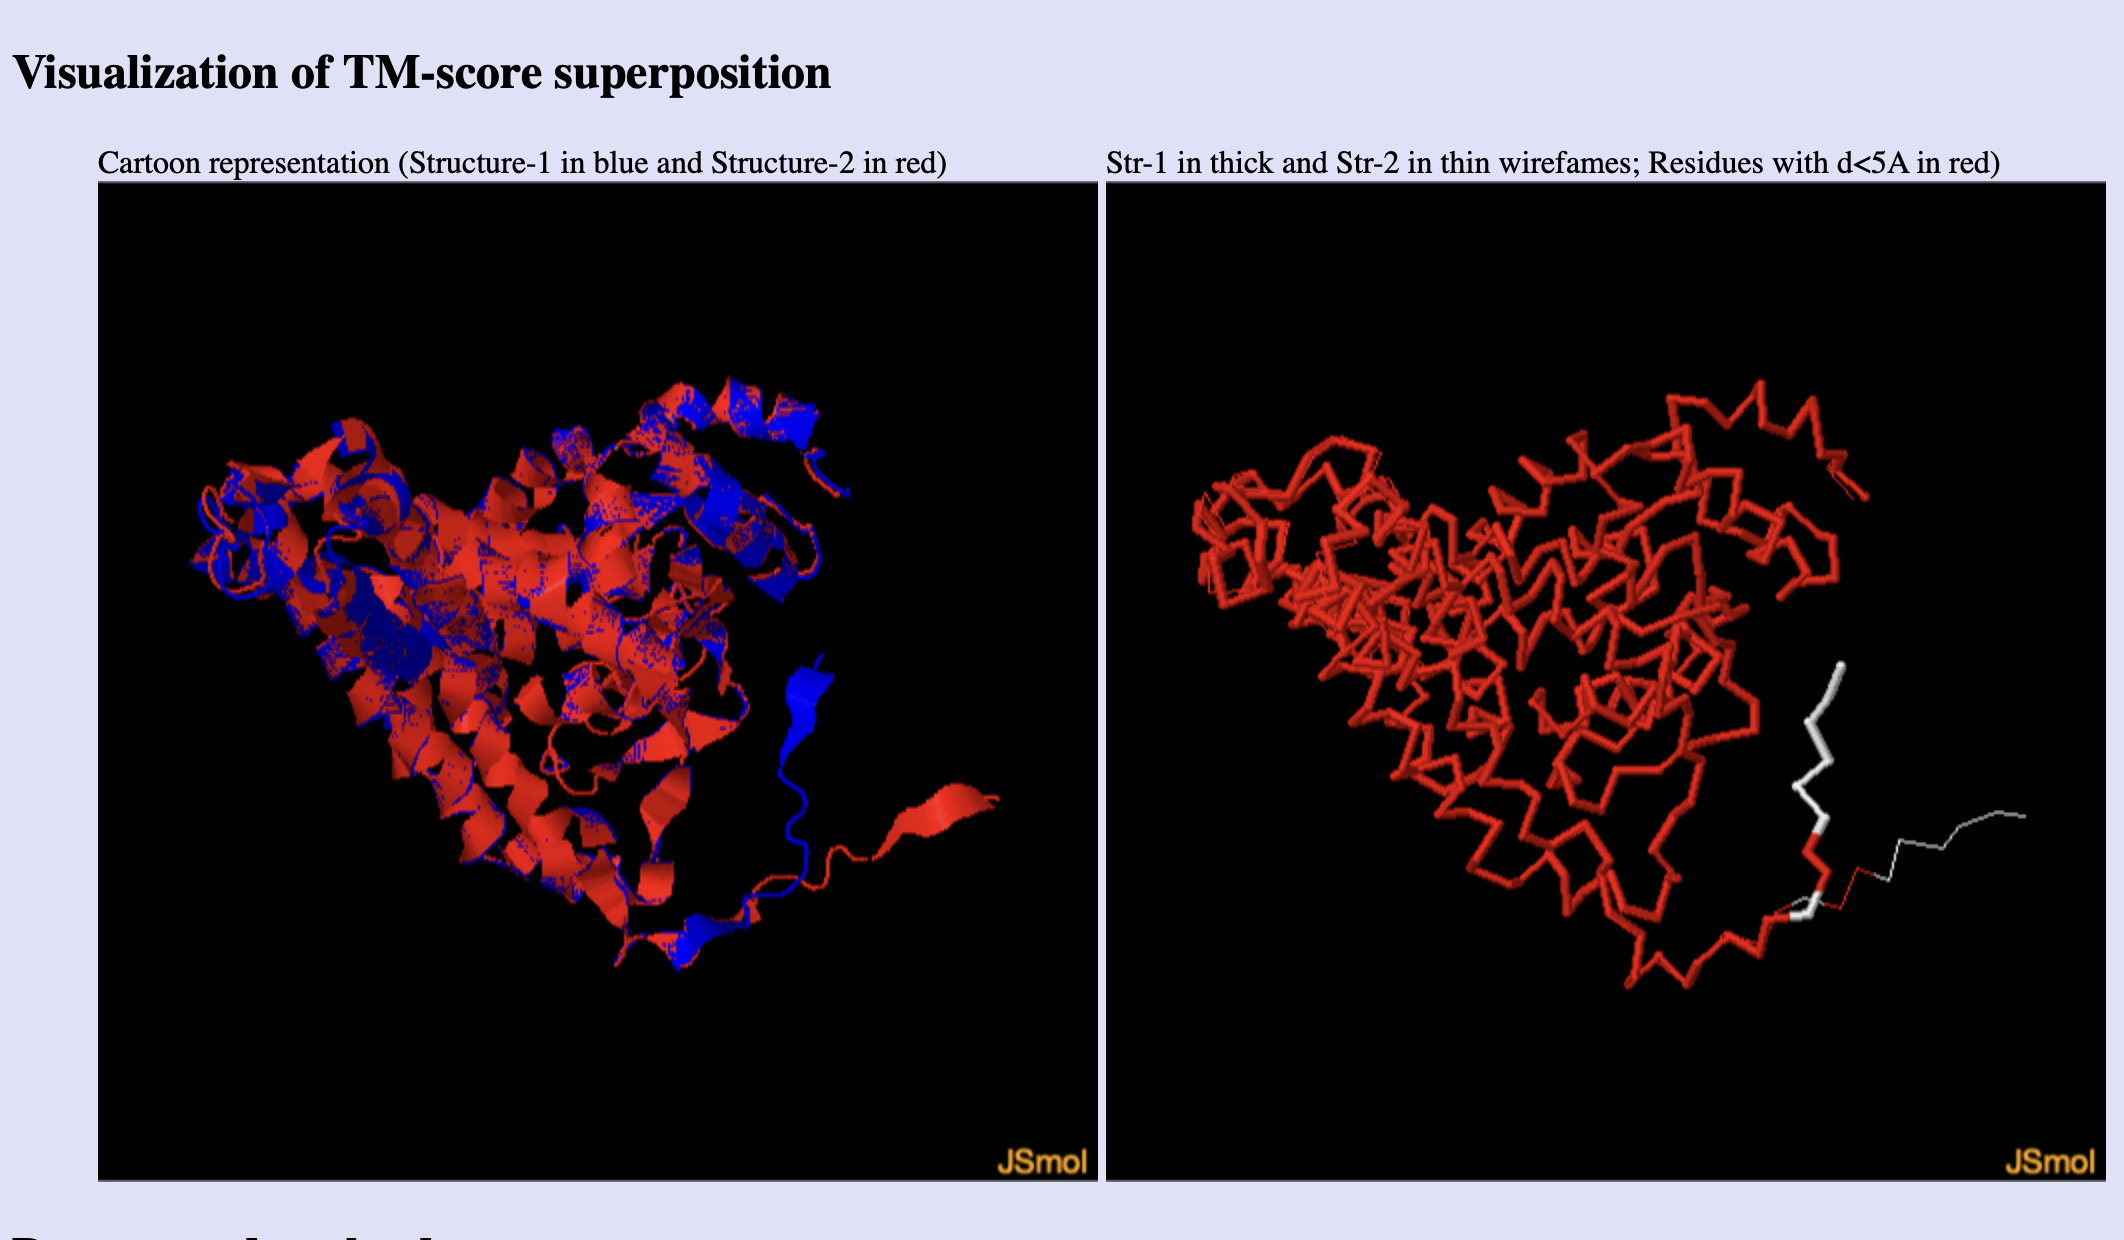 Visualization of TM-score superposition
Cartoon representation (Structure-1 in blue and Structure-2 in red)
Str-1 in thick and Str-2 in thin wirefames; Residues with d<5A in red)
JSmol
JSmol